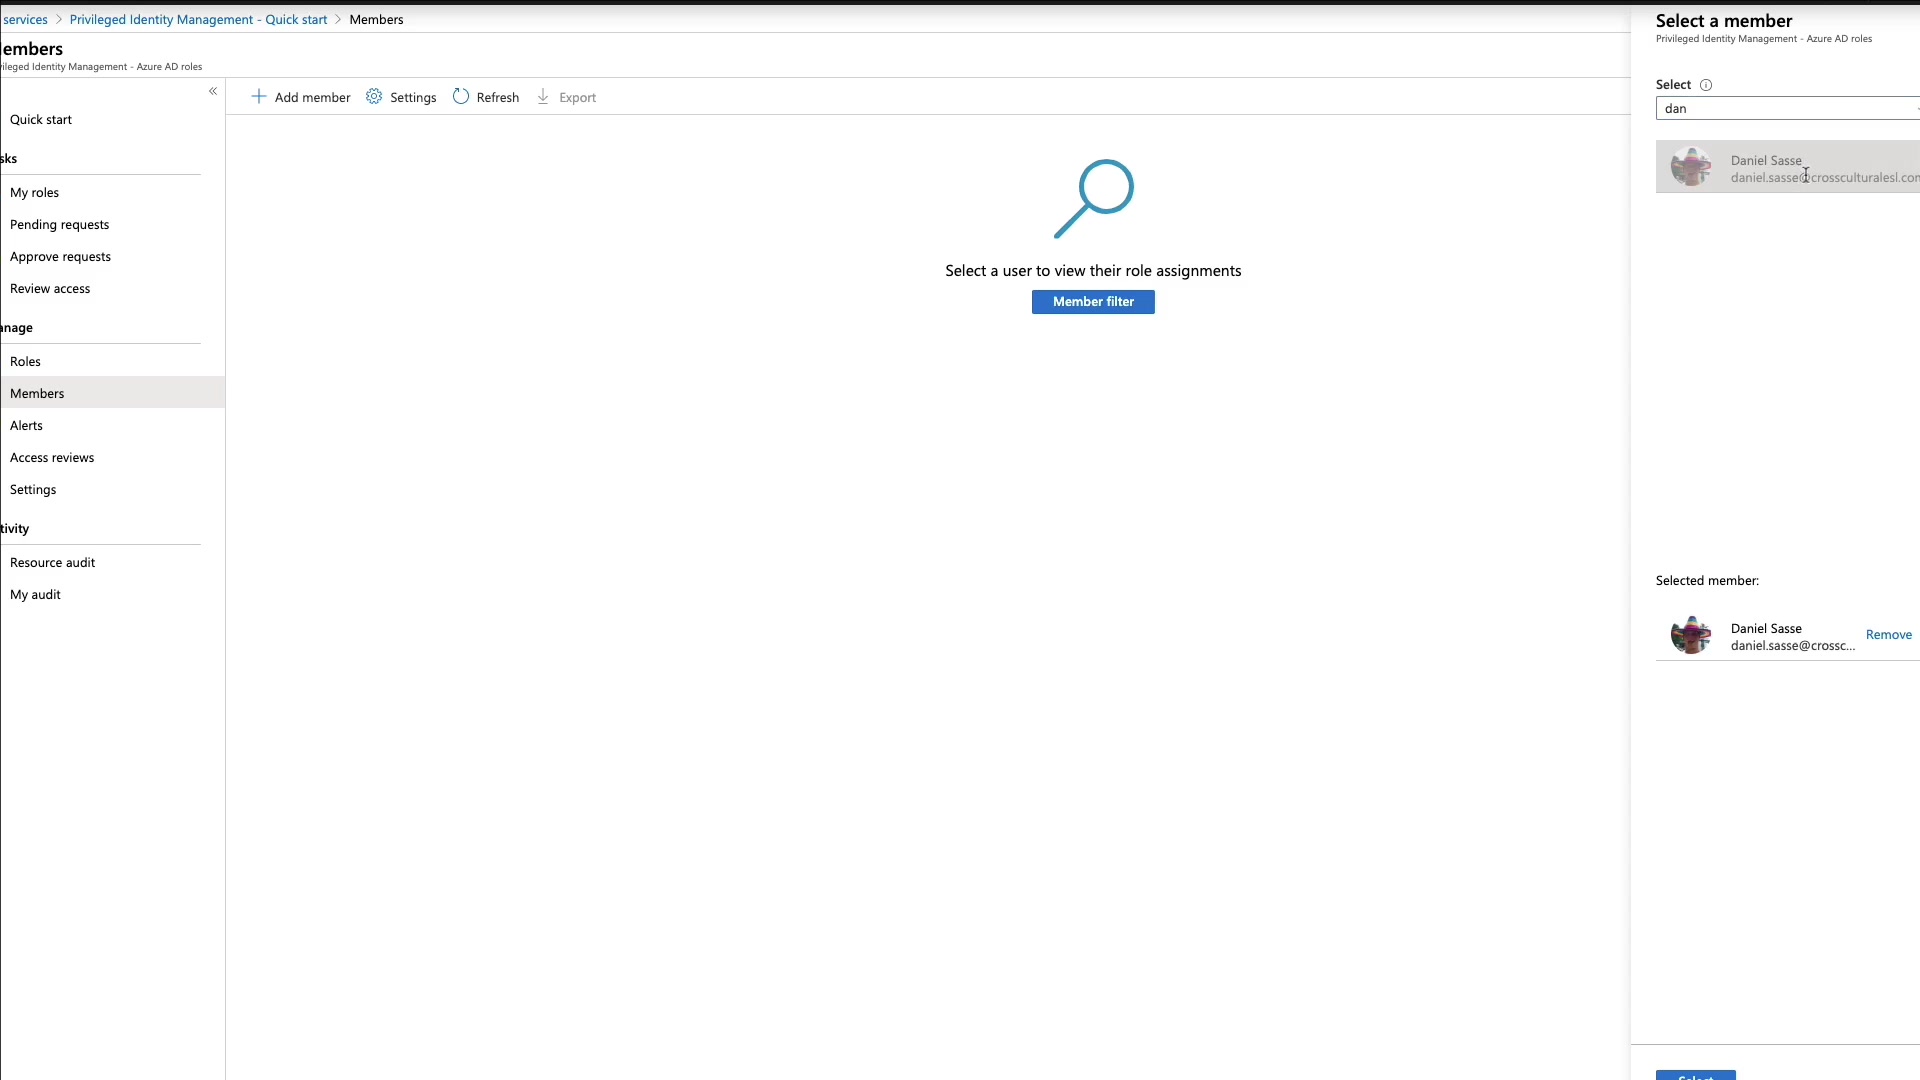 services > Privileged Identity Management - Quick start > Members
embers
ileged Identity Management - Azure AD roles
«
Quick start
sks
My roles
Pending requests
Approve requests
Review access
anage
Roles
Members
Alerts
Access reviews
Settings
tivity
Resource audit
My audit
Add member Settings Refresh Export
Select a user to view their role assignments
Member filter
Select a member
Privileged Identity Management - Azure AD roles
Select
dan
Daniel Sasse
daniel.sasse@crossculturalesl.com
Selected member:
Daniel Sasse
daniel.sasse@crossc...
Remove
Select